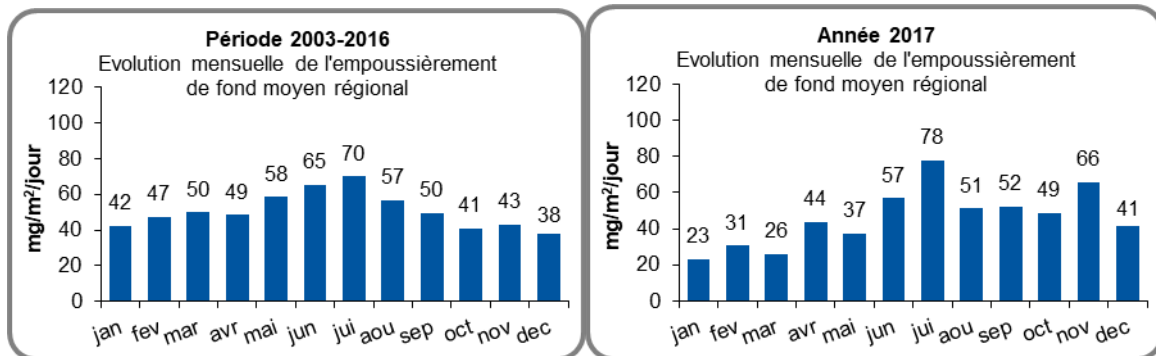 Période 2003-2016
Evolution mensuelle de l'empoussièrement
de fond moyen régional
mg/m²/jour
120
100
80
60
40
20
0
42 47 50 49 58 65 70 57 50 41 43 38
jan fev mar avr mai jun jui aou sep oct nov dec
Année 2017
Evolution mensuelle de l'empoussièrement
de fond moyen régional
mg/m²/jour
120
100
80
60
40
20
0
23 31 26 44 37 57 78 51 52 49 66 41
jan fev mar avr mai jun jui aou sep oct nov dec